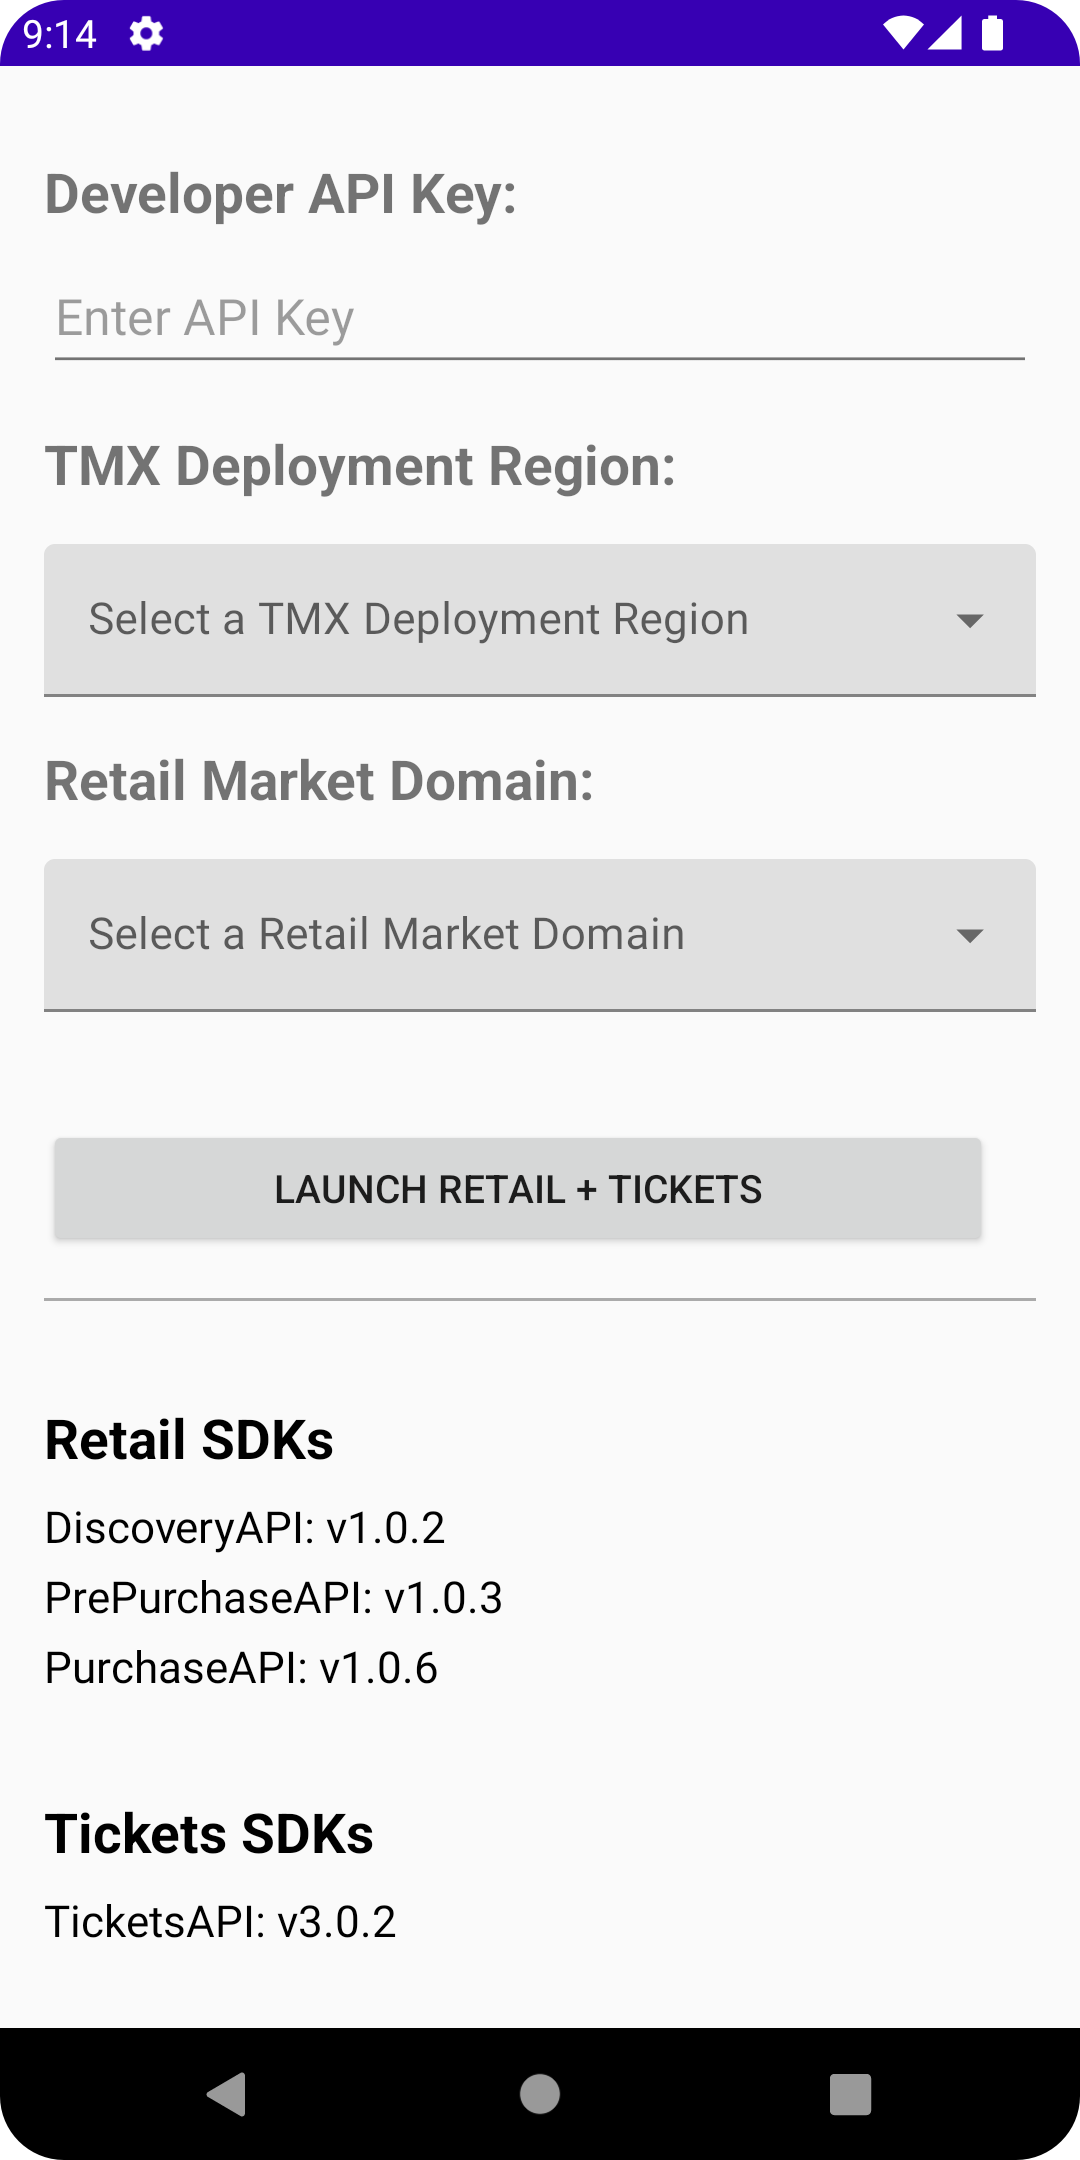 9:14
Developer API Key:
Enter API Key
TMX Deployment Region:
Select a TMX Deployment Region
Retail Market Domain:
Select a Retail Market Domain
LAUNCH RETAIL + TICKETS
Retail SDKs
DiscoveryAPI: v1.0.2
PrePurchaseAPI: v1.0.3
PurchaseAPI: v1.0.6
Tickets SDKs
TicketsAPI: v3.0.2